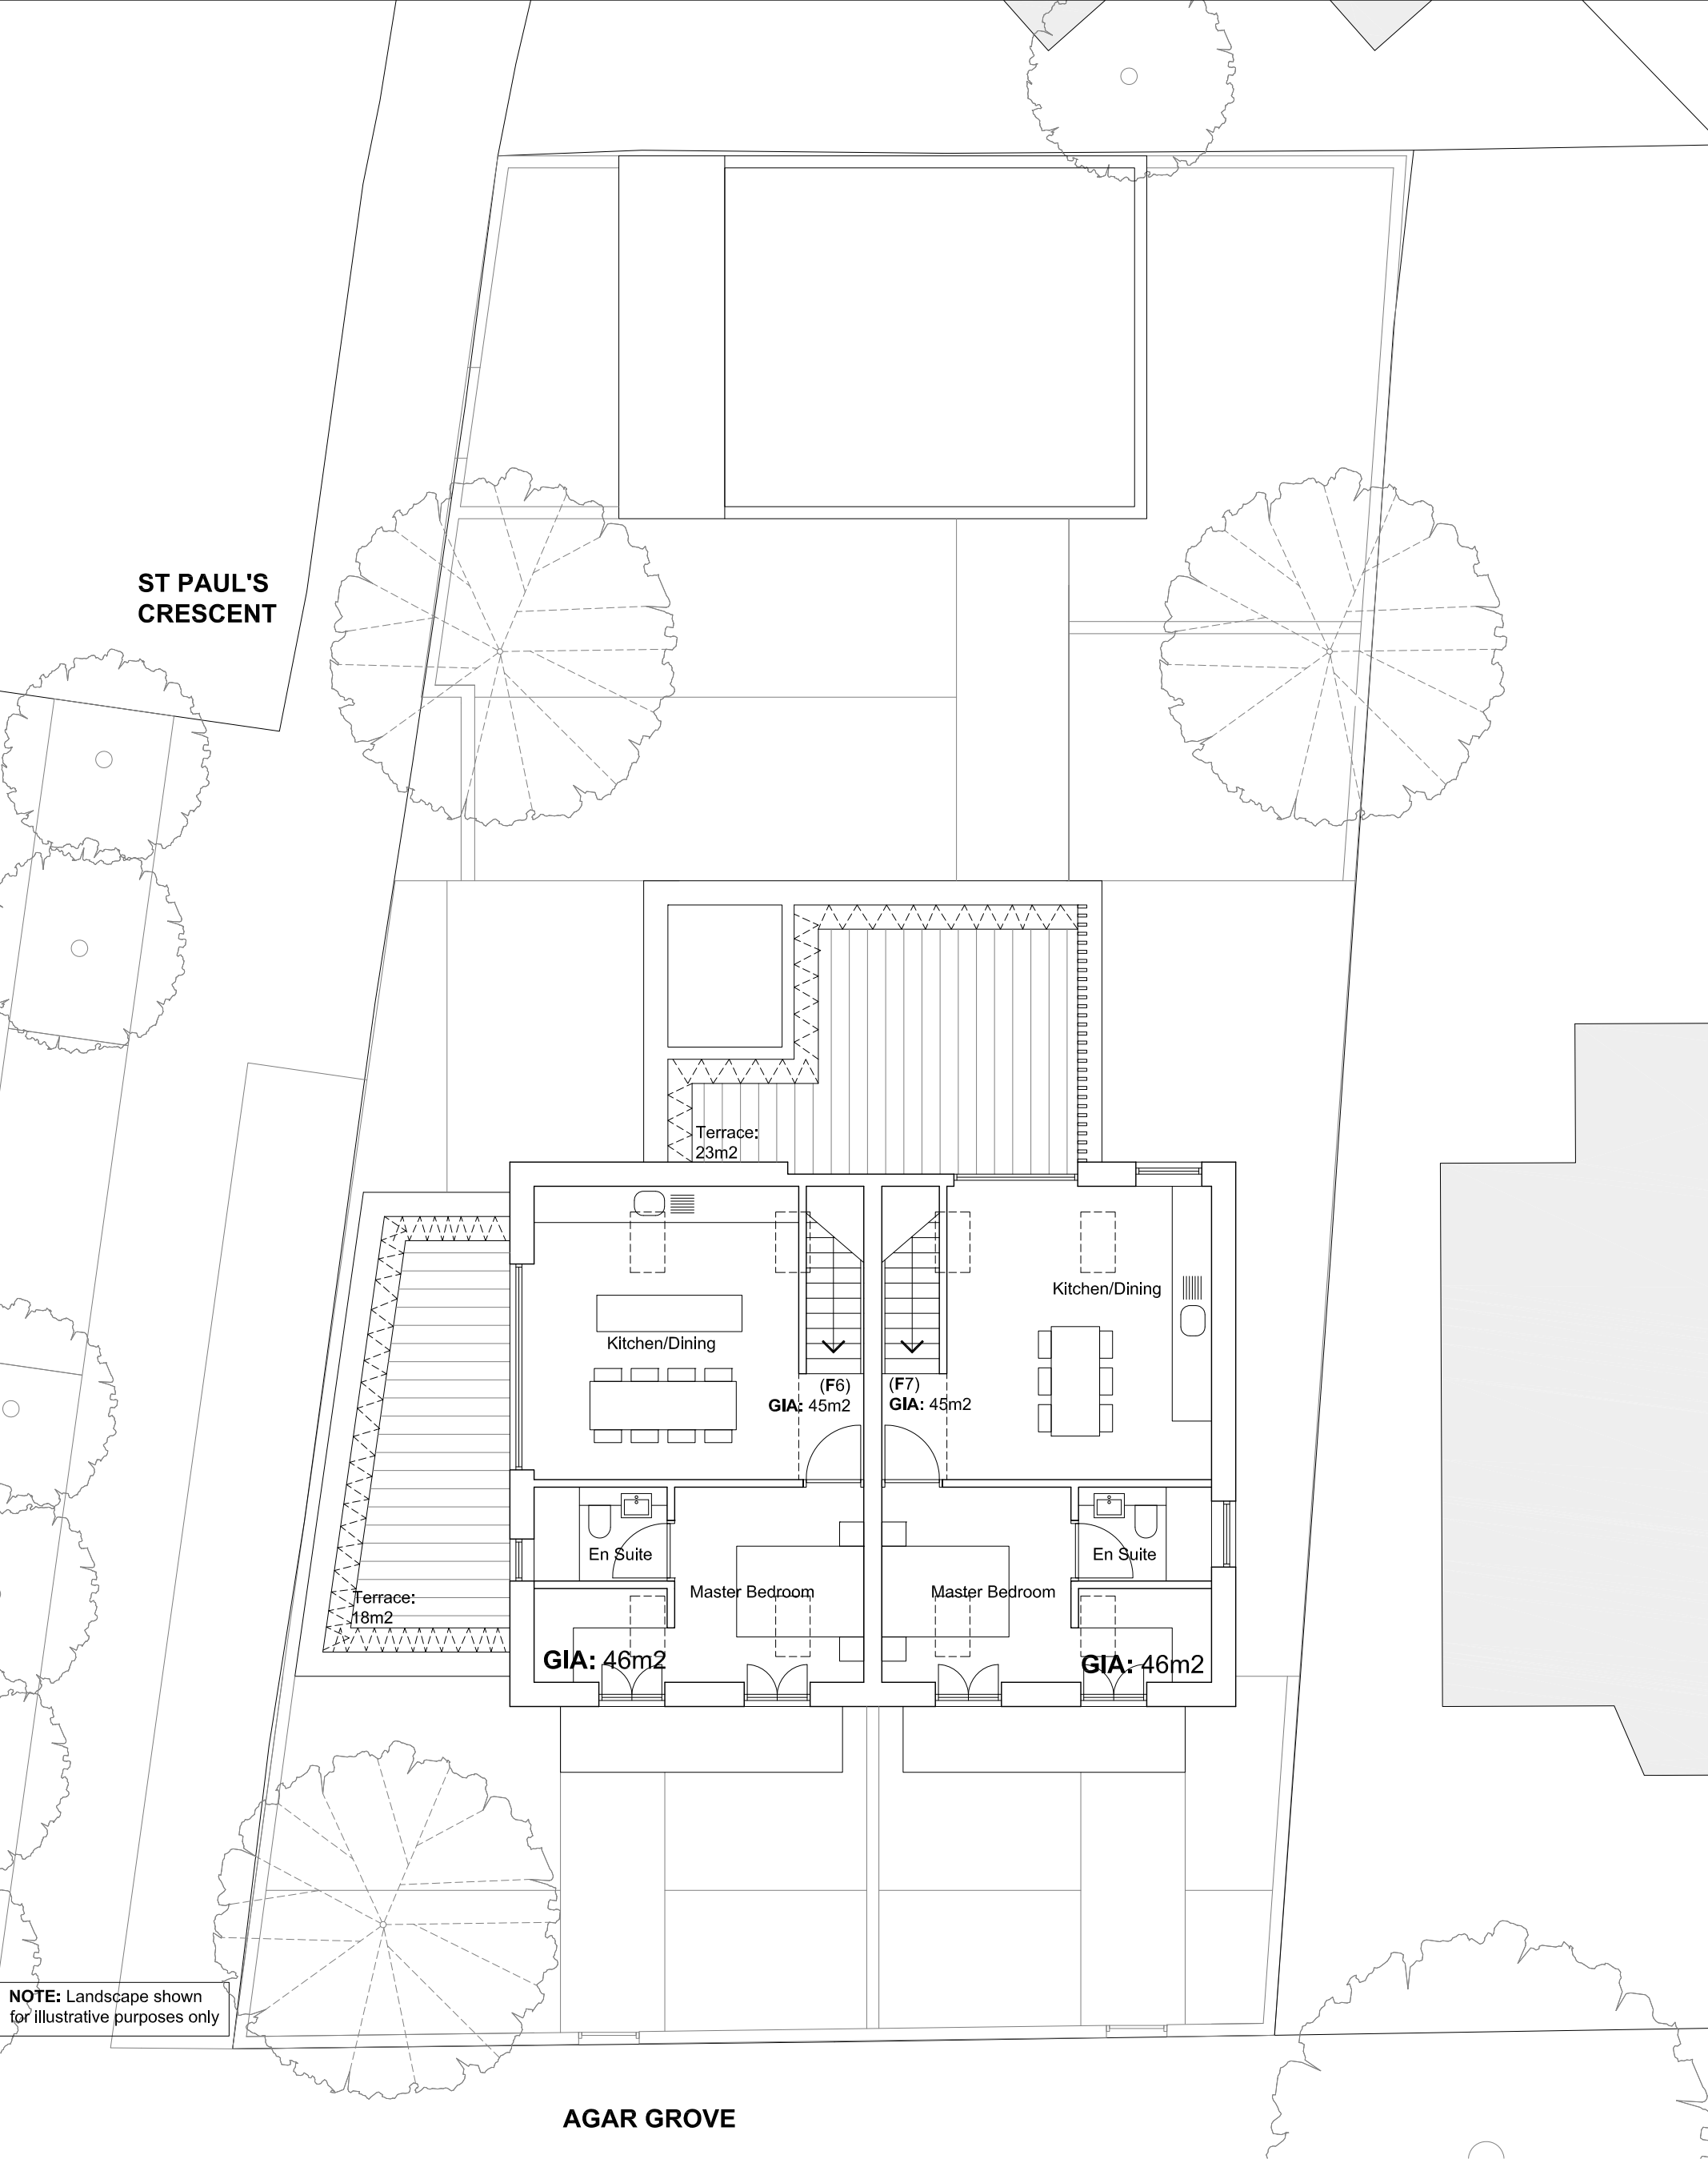 ST PAUL'S
CRESCENT
Terrace:
23m2
Kitchen/Dining
Kitchen/Dining
(F6)
GIA: 45m2
(F7)
GIA: 45m2
En Suite
En Suite
Master Bedroom
Master Bedroom
Terrace:
18m2
GIA: 46m2
GIA: 46m2
NOTE: Landscape shown
for illustrative purposes only
AGAR GROVE